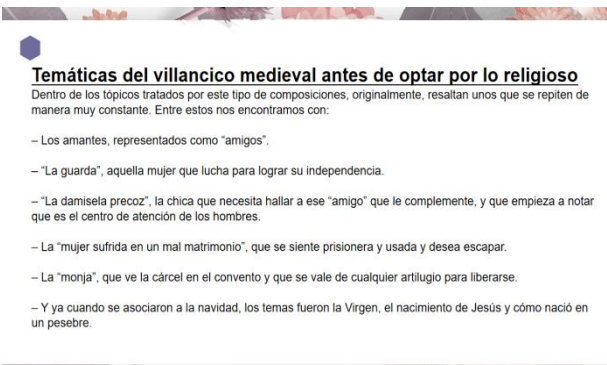 Temáticas del villancico medieval antes de optar por lo religioso
Dentro de los tópicos tratados por este tipo de composiciones, originalmente, resaltan unos que se repiten de
manera muy constante. Entre estos nos encontramos con:
– Los amantes, representados como “amigos”.
– “La guarda”, aquella mujer que lucha para lograr su independencia.
– “La damisela precoz”, la chica que necesita hallar a ese “amigo” que le complemente, y que empieza a notar
que es el centro de atención de los hombres.
– La “mujer sufrida en un mal matrimonio”, que se siente prisionera y usada y desea escapar.
– La “monja”, que ve la cárcel en el convento y que se vale de cualquier artilugio para liberarse.
– Y ya cuando se asociaron a la navidad, los temas fueron la Virgen, el nacimiento de Jesús y cómo nació en
un pesebre.